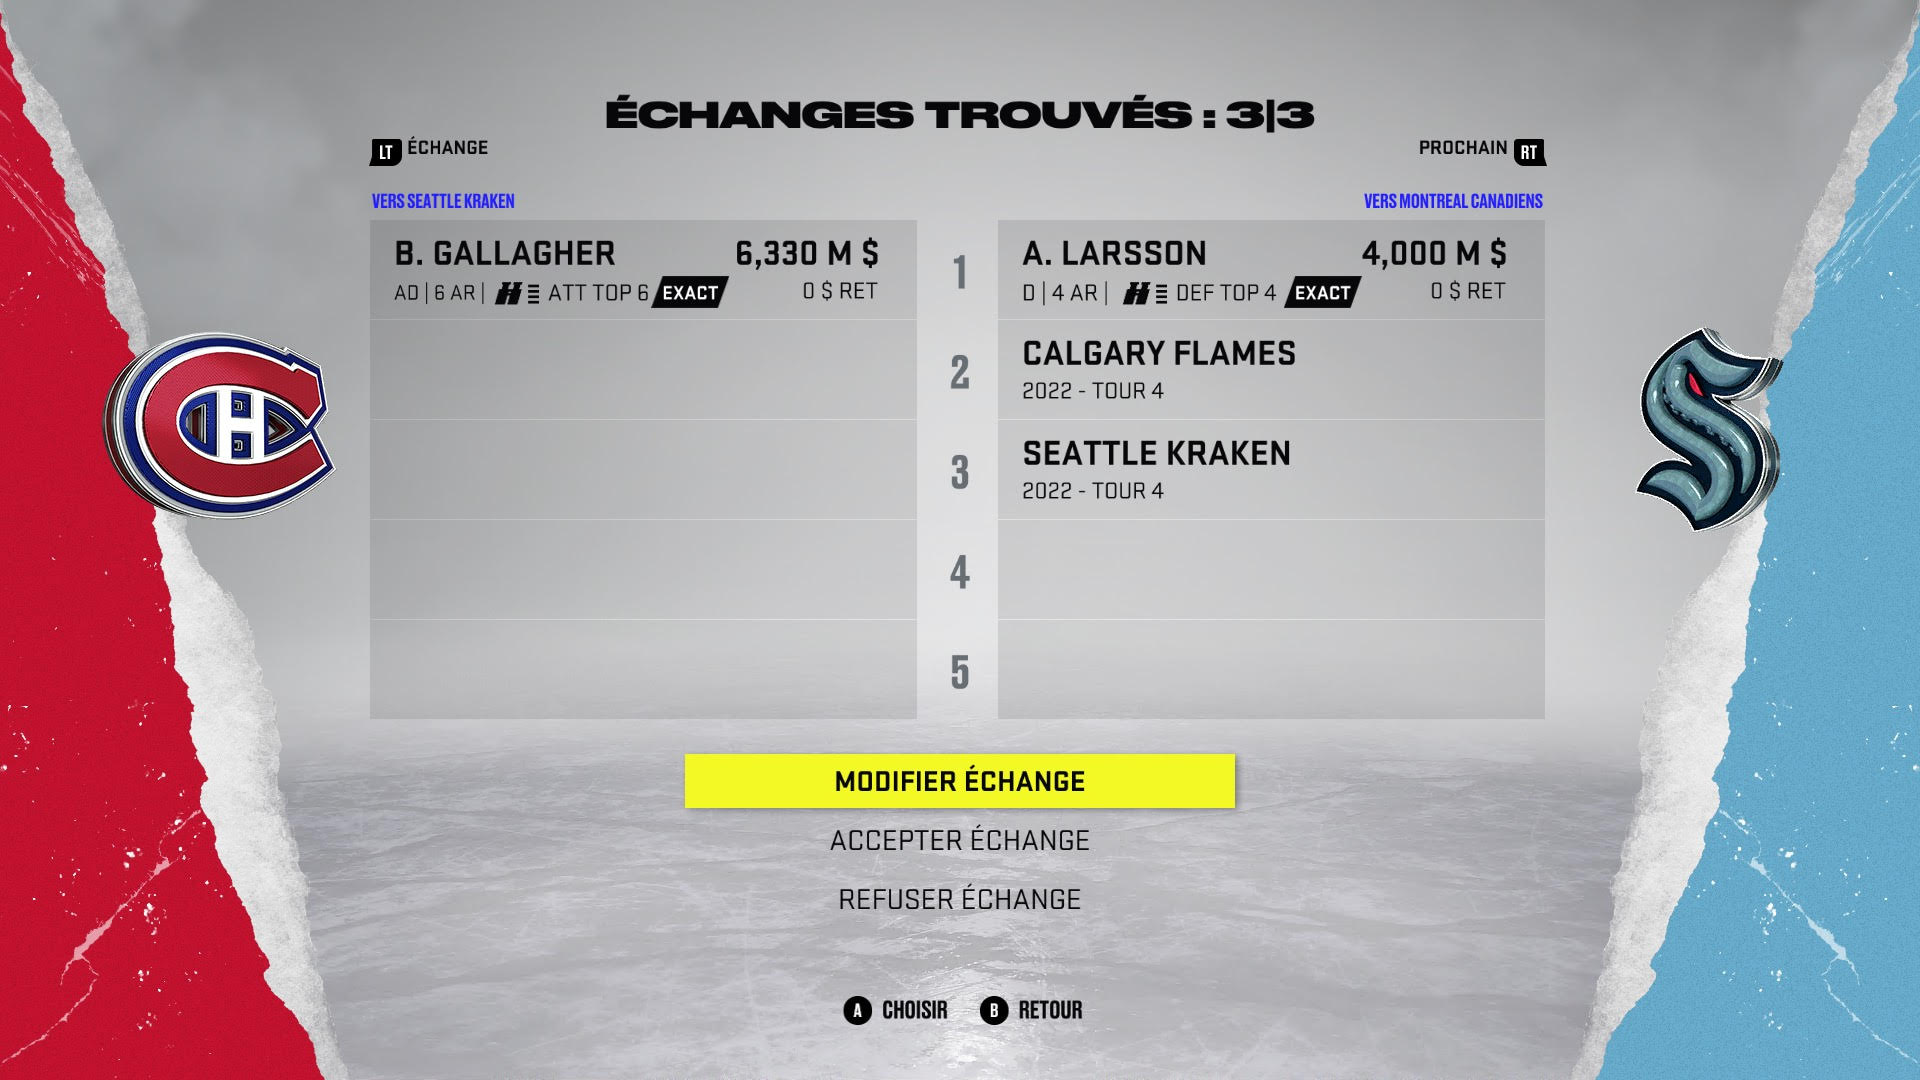 ÉCHANGES TROUVÉS : 3|3
LT ÉCHANGE
PROCHAIN RT
VERS SEATTLE KRAKEN
VERS MONTREAL CANADIENS
B. GALLAGHER 6,330 M $
AD | 6 AR | ATT TOP 6 EXACT 0 $ RET
1
A. LARSSON 4,000 M $
D | 4 AR | DEF TOP 4 EXACT 0 $ RET
2
CALGARY FLAMES
2022 - TOUR 4
3
SEATTLE KRAKEN
2022 - TOUR 4
4
5
MODIFIER ÉCHANGE
ACCEPTER ÉCHANGE
REFUSER ÉCHANGE
A CHOISIR B RETOUR